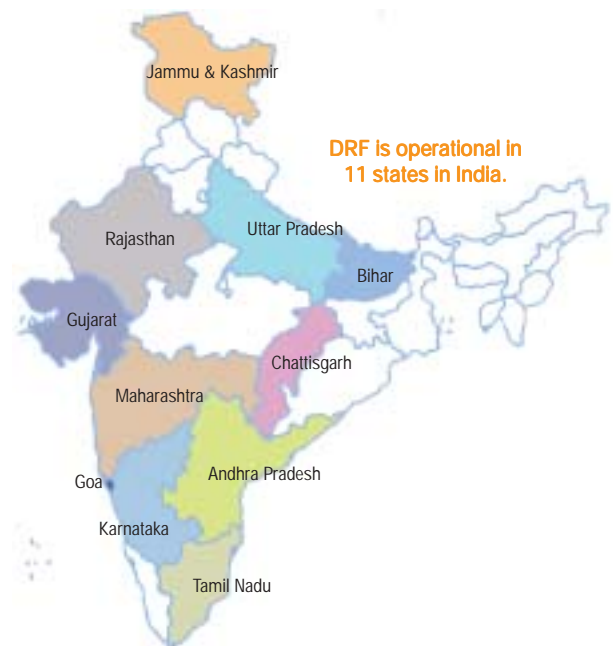 Jammu & Kashmir
DRF is operational in
11 states in India.
Rajasthan
Uttar Pradesh
Bihar
Gujarat
Chattisgarh
Maharashtra
Andhra Pradesh
Goa
Karnataka
Tamil Nadu